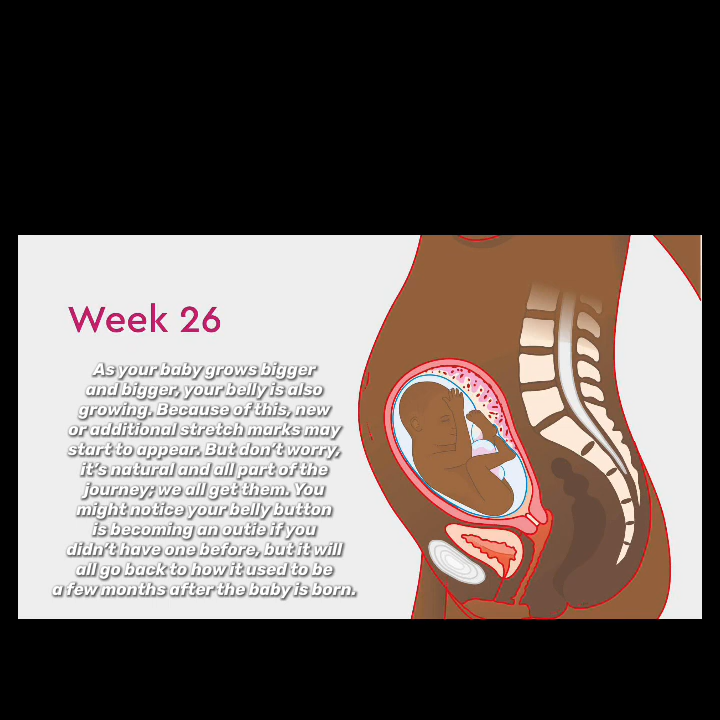 Week 26
As your baby grows bigger
and bigger, your belly is also
growing. Because of this, new
or additional stretch marks may
start to appear. But don't worry,
it's natural and all part of the
journey; we all get them. You
might notice your belly button
is becoming an outie if you
didn't have one before, but it will
all go back to how it used to be
a few months after the baby is born.